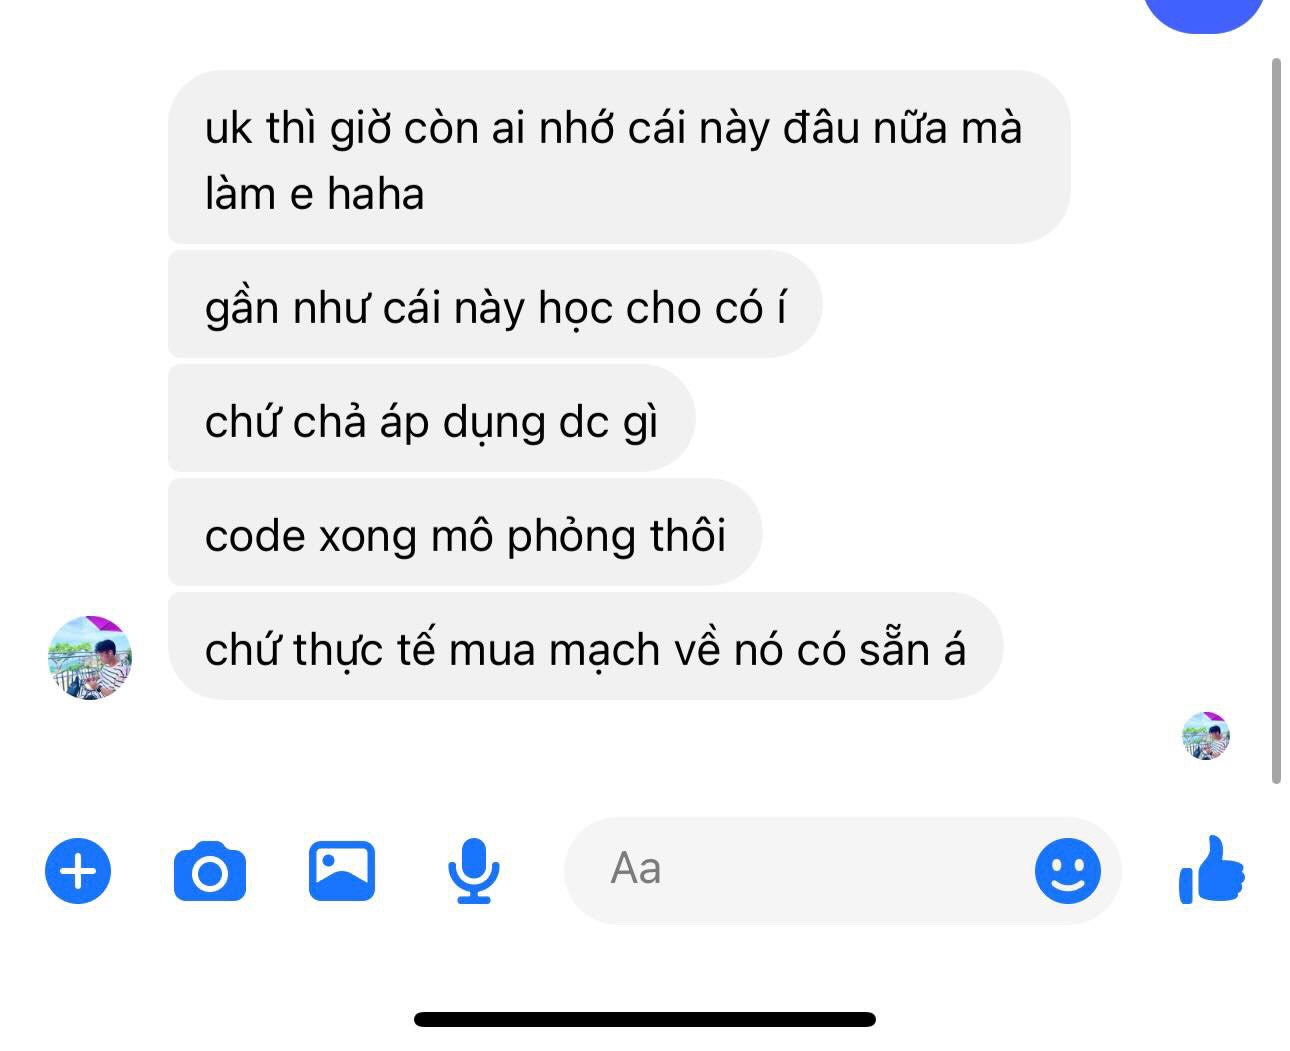 uk thì giờ còn ai nhớ cái này đâu nữa mà
làm e haha
gần như cái này học cho có í
chứ chả áp dụng dc gì
code xong mô phỏng thôi
chứ thực tế mua mạch về nó có sẵn á
Aa